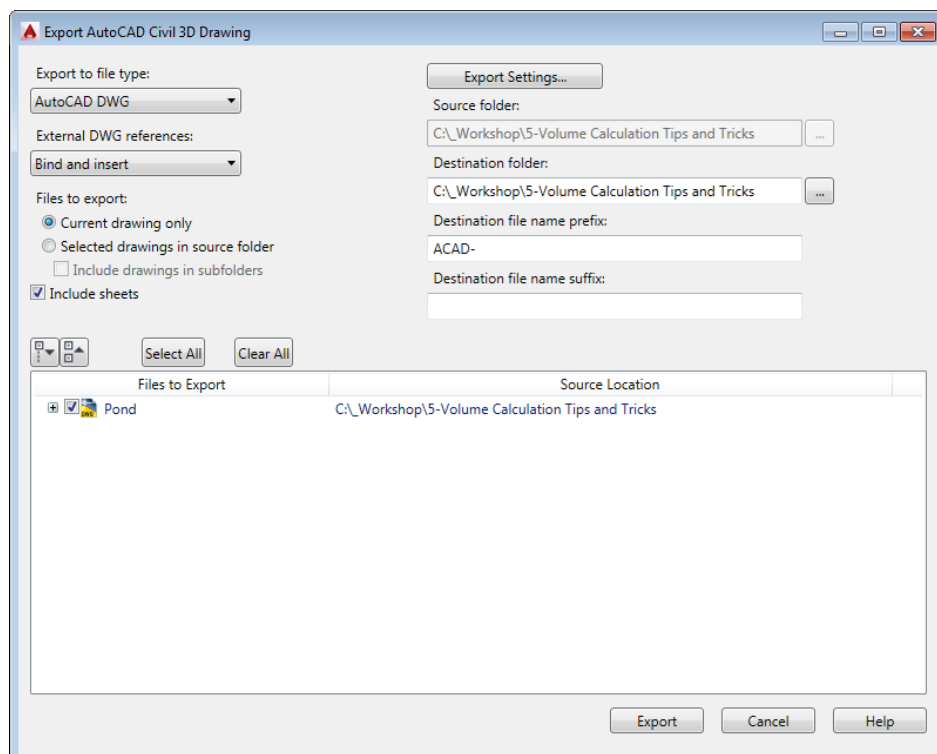 Export AutoCAD Civil 3D Drawing
Export to file type:
AutoCAD DWG
External DWG references:
Bind and insert
Files to export:
Current drawing only
Selected drawings in source folder
Include drawings in subfolders
Include sheets
Export Settings...
Source folder:
C:\_Workshop\5-Volume Calculation Tips and Tricks
...
Destination folder:
C:\_Workshop\5-Volume Calculation Tips and Tricks
...
Destination file name prefix:
ACAD-
Destination file name suffix:
Select All
Clear All
Files to Export
Source Location
DWG
Pond
C:\_Workshop\5-Volume Calculation Tips and Tricks
Export
Cancel
Help